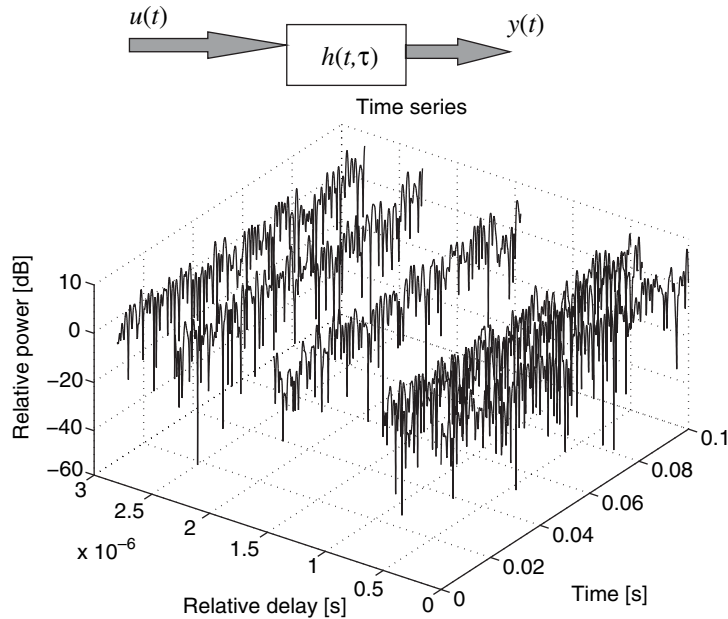 u(t)
h(t,τ)
y(t)
Time series
Relative power [dB]
10
0
−20
−40
−60
3
2.5
2
1.5
1
0.5
0
x 10⁻⁶
Relative delay [s]
0
0.02
0.04
0.06
0.08
0.1
Time [s]